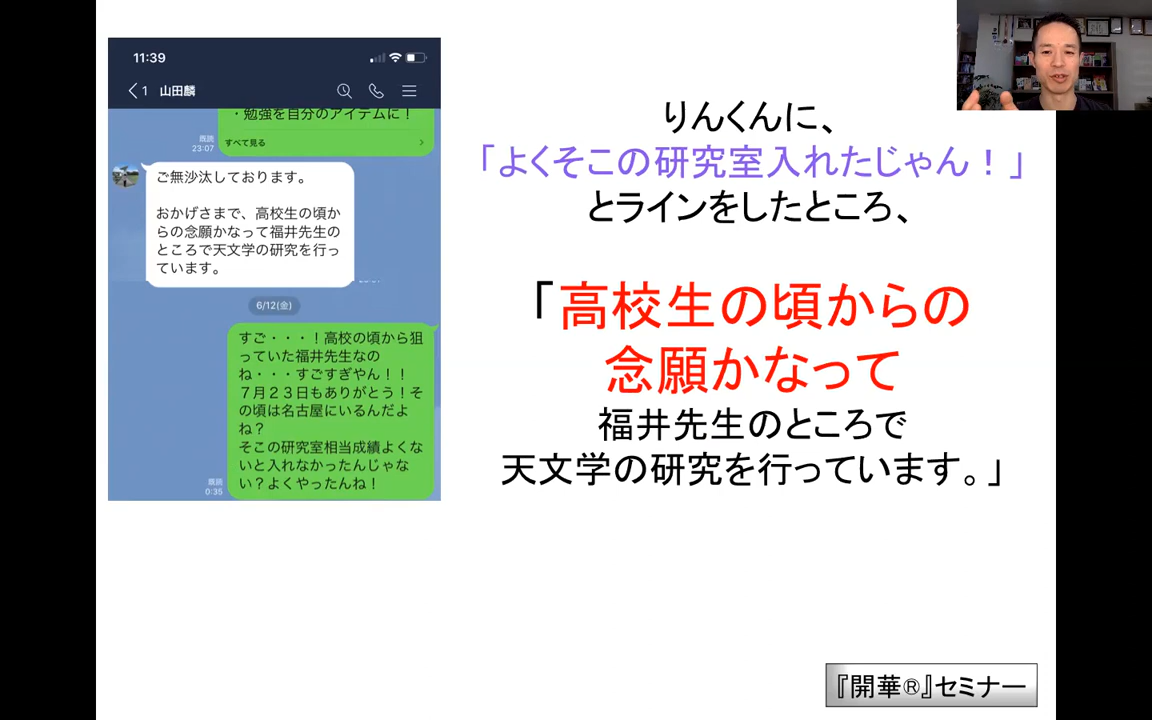 11:39
1 山田麟
・勉強を自分のアイテムに！
すべて見る
既読
23:07
ご無沙汰しております。
おかげさまで、高校生の頃か
らの念願かなって福井先生の
ところで天文学の研究を行っ
ています。
6/12(金)
すご・・・！高校の頃から狙
っていた福井先生なの
ね・・・すごすぎやん！！
７月２３日もありがとう！そ
の頃は名古屋にいるんだよ
ね？
そこの研究室相当成績よくな
いと入れなかったんじゃな
い？よくやったんね！
既読
0:35
りんくんに、
「よくそこの研究室入れたじゃん！」
とラインをしたところ、
「高校生の頃からの
念願かなって
福井先生のところで
天文学の研究を行っています。」
『開華®』セミナー